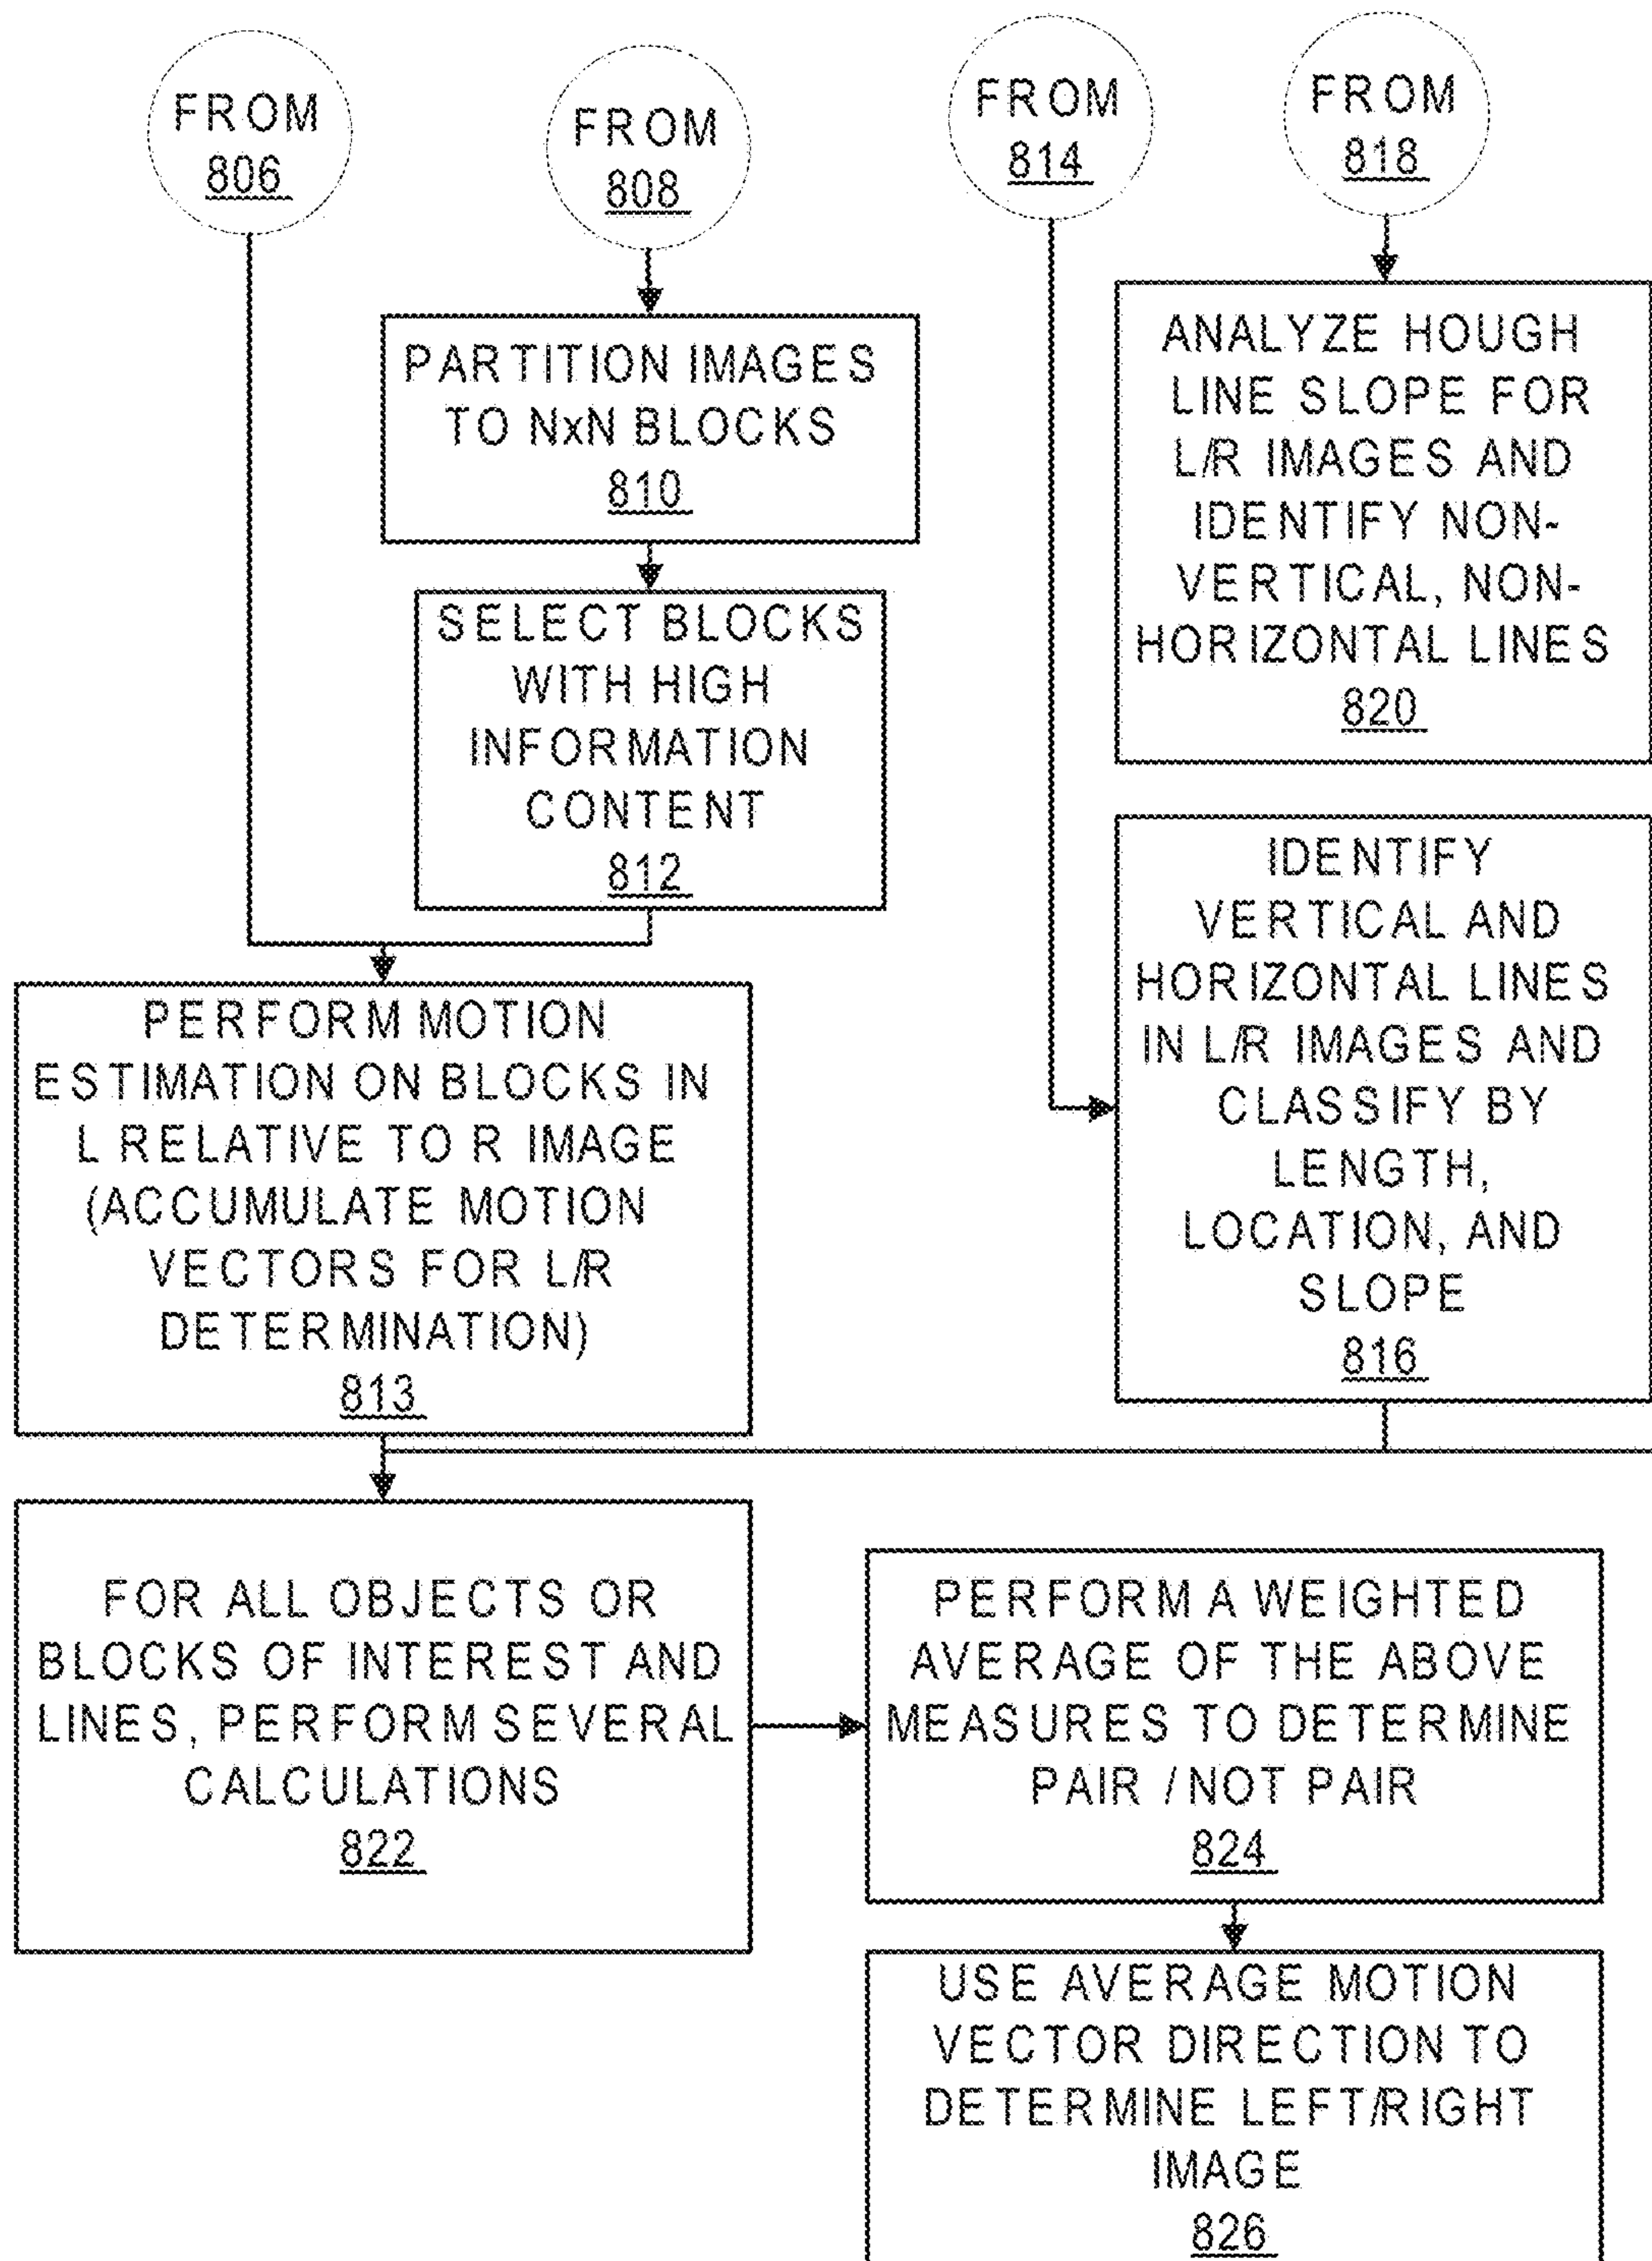 FROM
806
FROM
808
FROM
814
FROM
818
PARTITION IMAGES
TO NxN BLOCKS
810
SELECT BLOCKS
WITH HIGH
INFORMATION
CONTENT
812
ANALYZE HOUGH
LINE SLOPE FOR
L/R IMAGES AND
IDENTIFY NON-
VERTICAL, NON-
HORIZONTAL LINES
820
IDENTIFY
VERTICAL AND
HORIZONTAL LINES
IN L/R IMAGES AND
CLASSIFY BY
LENGTH,
LOCATION, AND
SLOPE
816
PERFORM MOTION
ESTIMATION ON BLOCKS IN
L RELATIVE TO R IMAGE
(ACCUMULATE MOTION
VECTORS FOR L/R
DETERMINATION)
813
FOR ALL OBJECTS OR
BLOCKS OF INTEREST AND
LINES, PERFORM SEVERAL
CALCULATIONS
822
PERFORM A WEIGHTED
AVERAGE OF THE ABOVE
MEASURES TO DETERMINE
PAIR / NOT PAIR
824
USE AVERAGE MOTION
VECTOR DIRECTION TO
DETERMINE LEFT/RIGHT
IMAGE
826